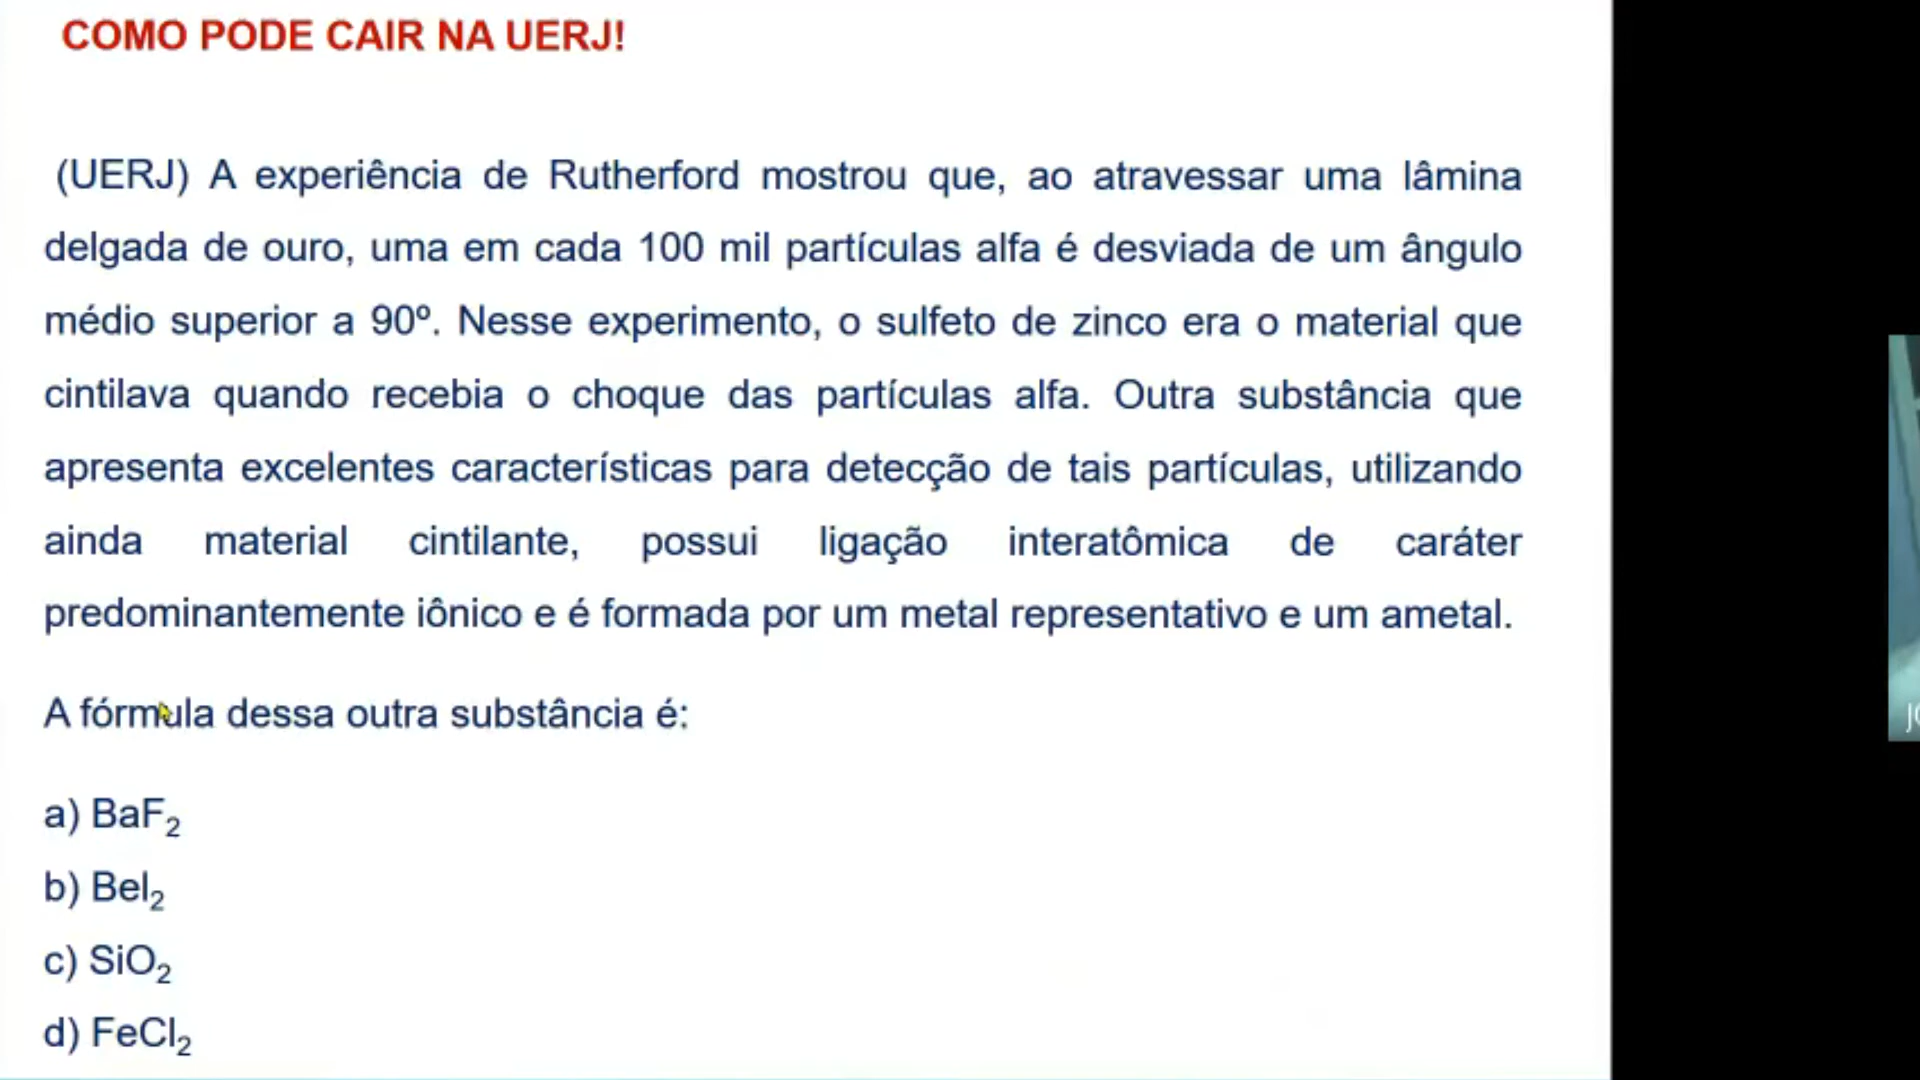 COMO PODE CAIR NA UERJ!
(UERJ) A experiência de Rutherford mostrou que, ao atravessar uma lâmina
delgada de ouro, uma em cada 100 mil partículas alfa é desviada de um ângulo
médio superior a 90º. Nesse experimento, o sulfeto de zinco era o material que
cintilava quando recebia o choque das partículas alfa. Outra substância que
apresenta excelentes características para detecção de tais partículas, utilizando
ainda material cintilante, possui ligação interatômica de caráter
predominantemente iônico e é formada por um metal representativo e um ametal.
A fórmula dessa outra substância é:
a) BaF₂
b) BeI₂
c) SiO₂
d) FeCl₂